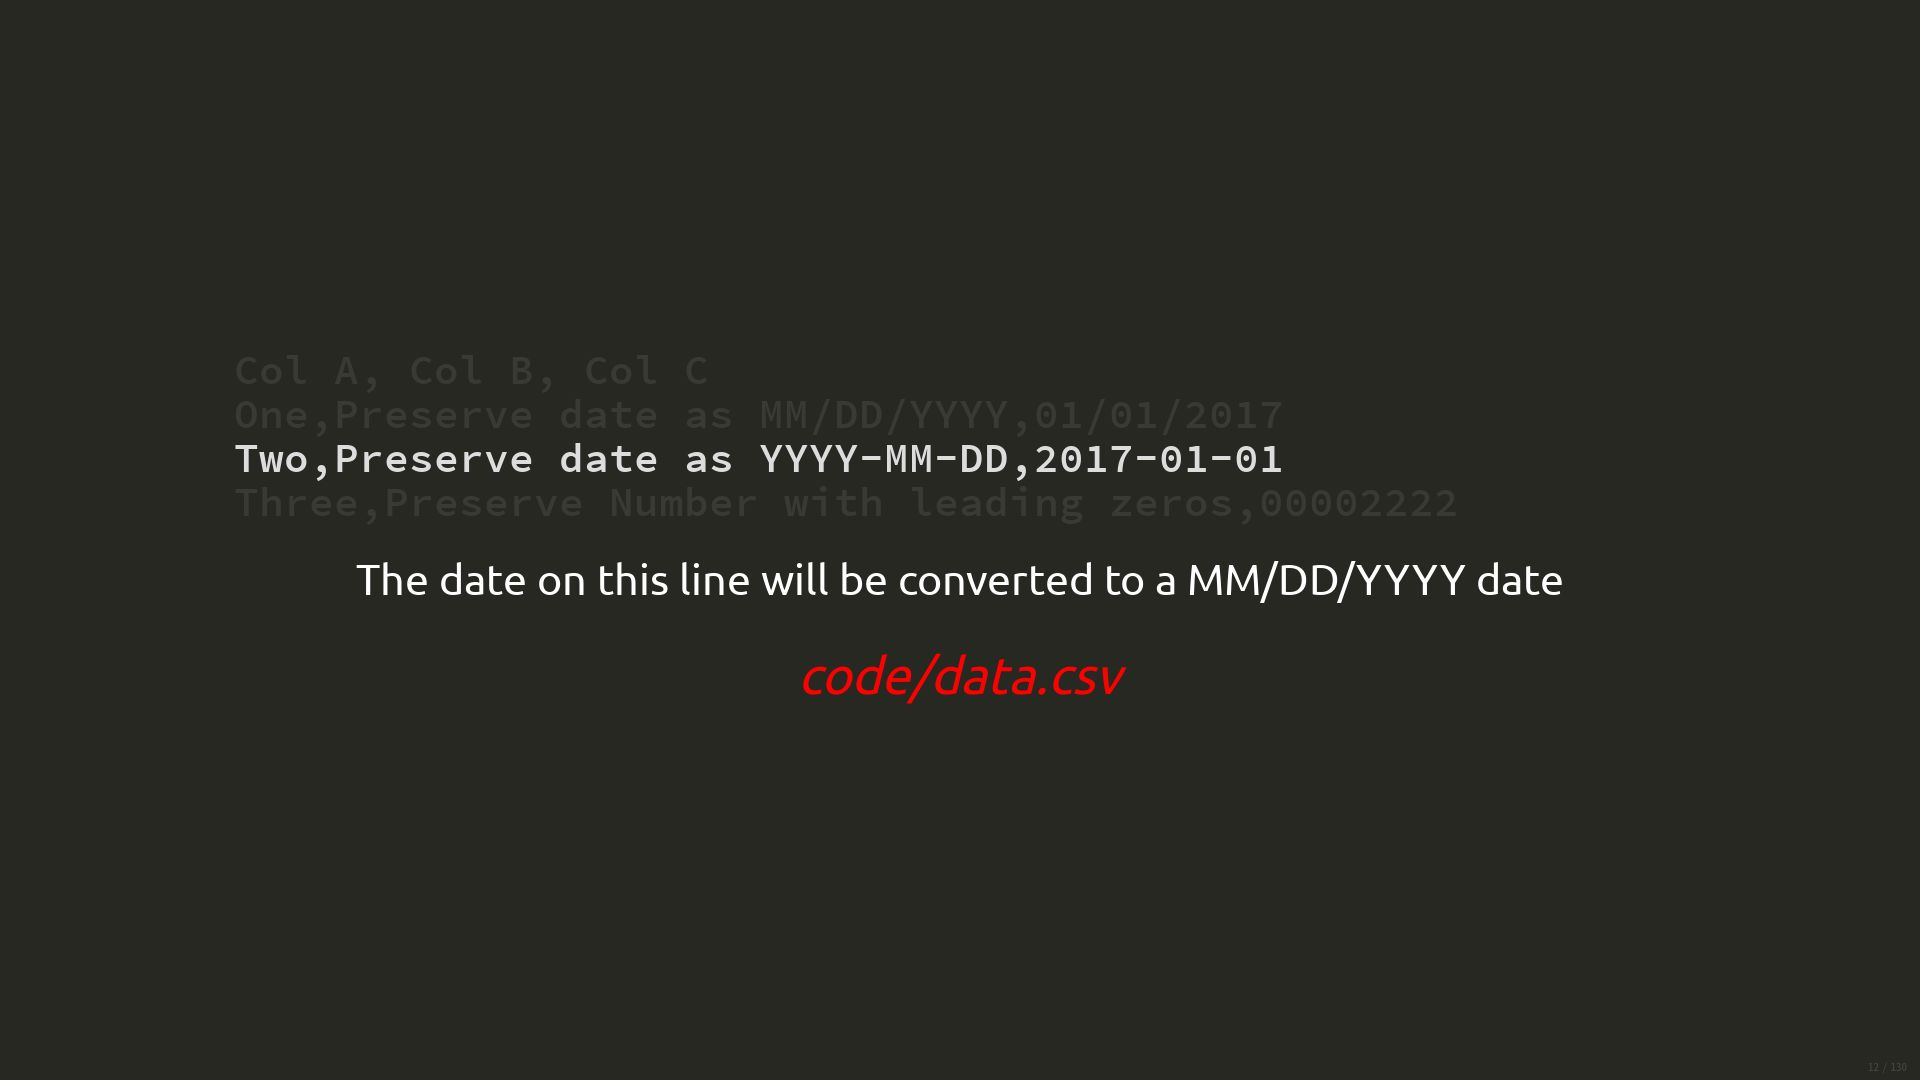 Col A, Col B, Col C
One,Preserve date as MM/DD/YYYY,01/01/2017
Two,Preserve date as YYYY-MM-DD,2017-01-01
Three,Preserve Number with leading zeros,00002222
The date on this line will be converted to a MM/DD/YYYY date
code/data.csv
12 / 130